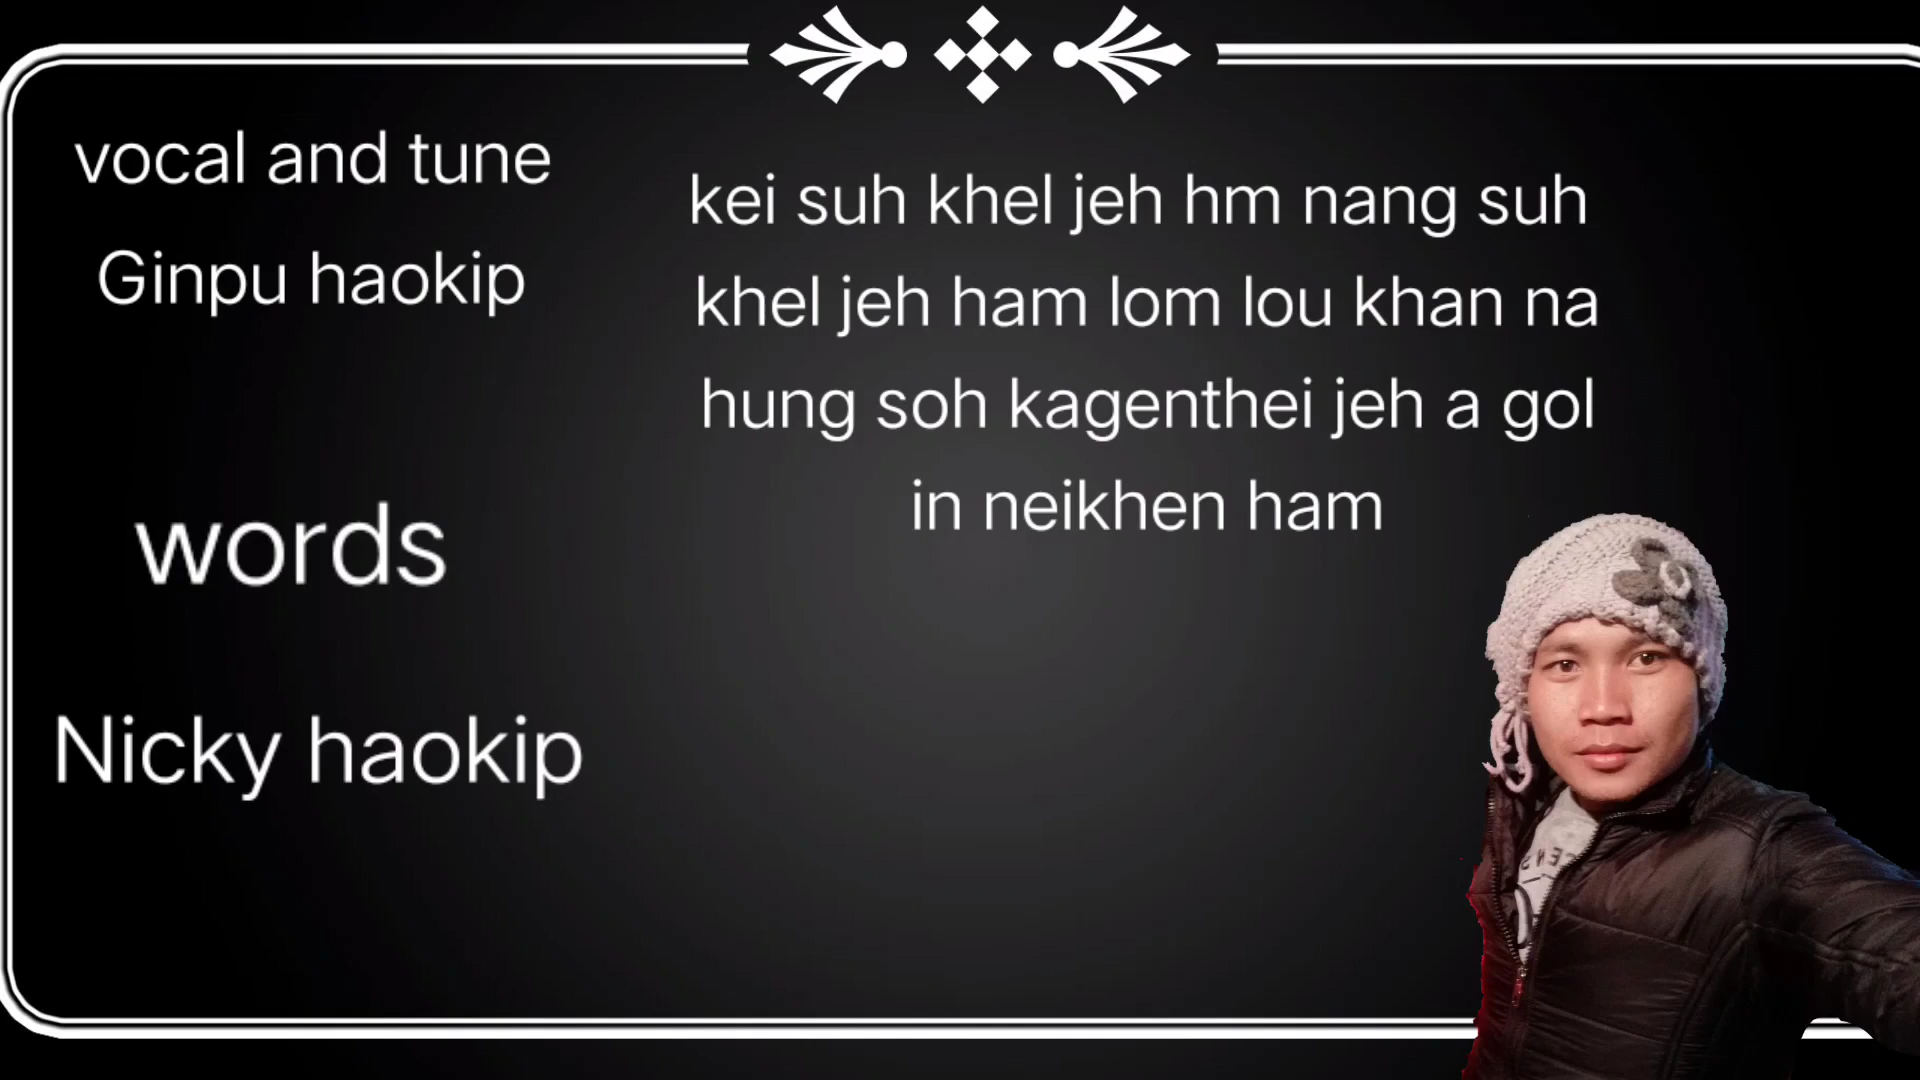 vocal and tune
Ginpu haokip
words
Nicky haokip
kei suh khel jeh hm nang suh
khel jeh ham lom lou khan na
hung soh kagenthei jeh a gol
in neikhen ham